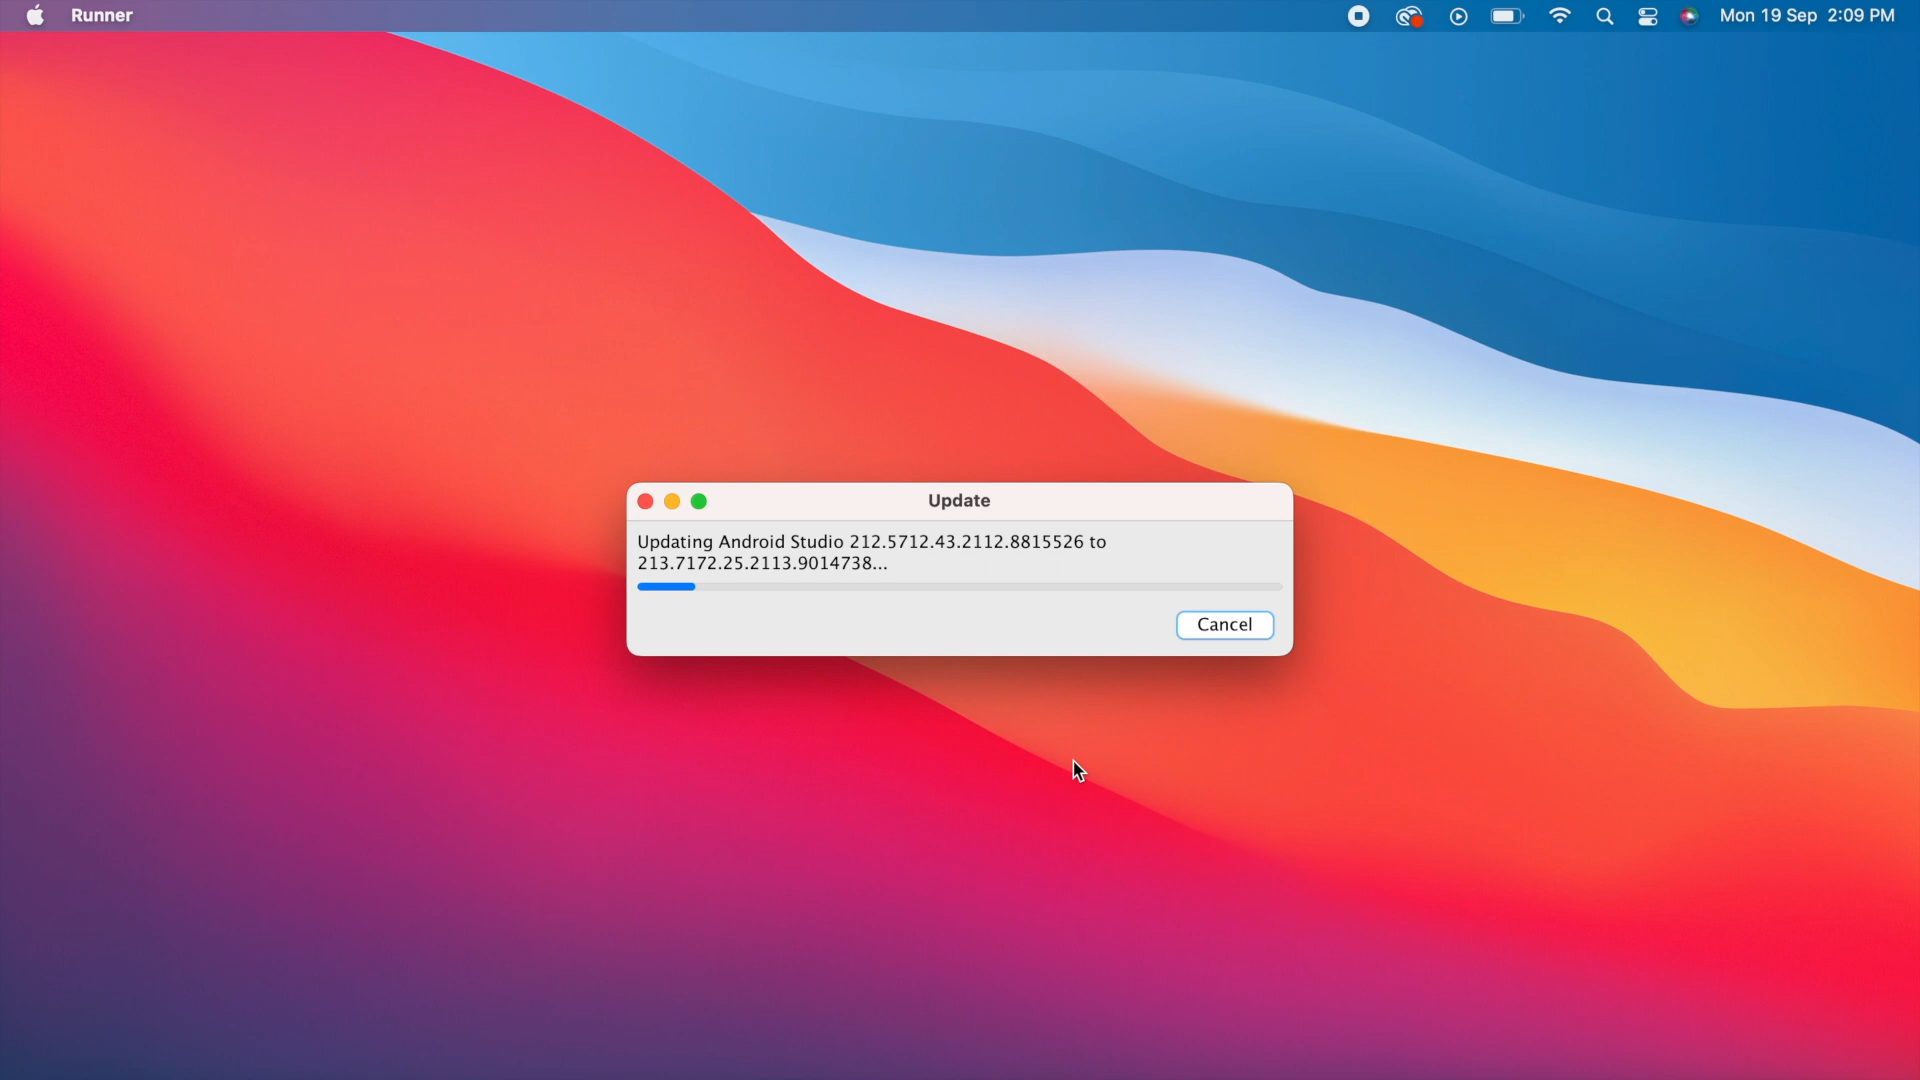 Runner
Mon 19 Sep 2:09 PM
Update
Updating Android Studio 212.5712.43.2112.8815526 to
213.7172.25.2113.9014738...
Cancel